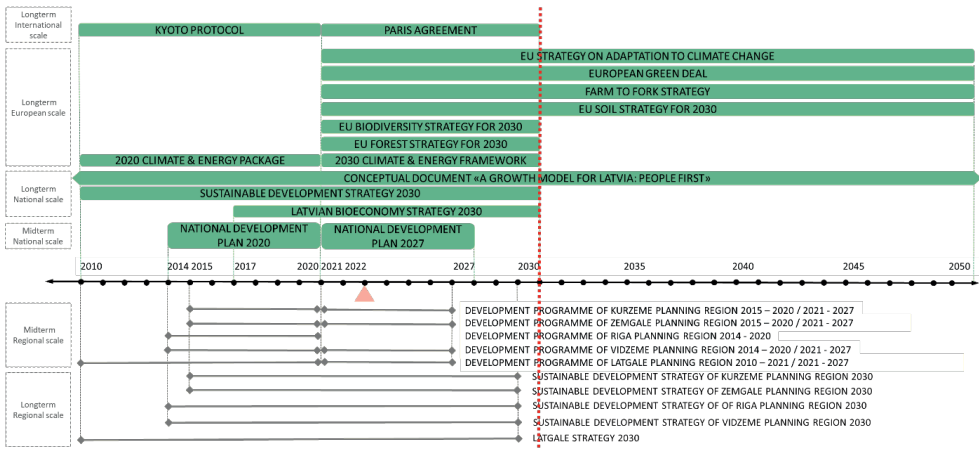 Longterm
International
scale
KYOTO PROTOCOL
PARIS AGREEMENT
Longterm
European scale
EU STRATEGY ON ADAPTATION TO CLIMATE CHANGE
EUROPEAN GREEN DEAL
FARM TO FORK STRATEGY
EU SOIL STRATEGY FOR 2030
EU BIODIVERSITY STRATEGY FOR 2030
EU FOREST STRATEGY FOR 2030
2020 CLIMATE & ENERGY PACKAGE
2030 CLIMATE & ENERGY FRAMEWORK
Longterm
National scale
CONCEPTUAL DOCUMENT «A GROWTH MODEL FOR LATVIA: PEOPLE FIRST»
SUSTAINABLE DEVELOPMENT STRATEGY 2030
LATVIAN BIOECONOMY STRATEGY 2030
Midterm
National scale
NATIONAL DEVELOPMENT
PLAN 2020
NATIONAL DEVELOPMENT
PLAN 2027
2010 2014 2015 2017 2020 2021 2022 2027 2030 2035 2040 2045 2050
Midterm
Regional scale
DEVELOPMENT PROGRAMME OF KURZEME PLANNING REGION 2015 – 2020 / 2021 - 2027
DEVELOPMENT PROGRAMME OF ZEMGALE PLANNING REGION 2015 – 2020 / 2021 - 2027
DEVELOPMENT PROGRAMME OF RIGA PLANNING REGION 2014 - 2020
DEVELOPMENT PROGRAMME OF VIDZEME PLANNING REGION 2014 – 2020 / 2021 - 2027
DEVELOPMENT PROGRAMME OF LATGALE PLANNING REGION 2010 – 2021 / 2021 - 2027
Longterm
Regional scale
SUSTAINABLE DEVELOPMENT STRATEGY OF KURZEME PLANNING REGION 2030
SUSTAINABLE DEVELOPMENT STRATEGY OF ZEMGALE PLANNING REGION 2030
SUSTAINABLE DEVELOPMENT STRATEGY OF OF RIGA PLANNING REGION 2030
SUSTAINABLE DEVELOPMENT STRATEGY OF VIDZEME PLANNING REGION 2030
LATGALE STRATEGY 2030